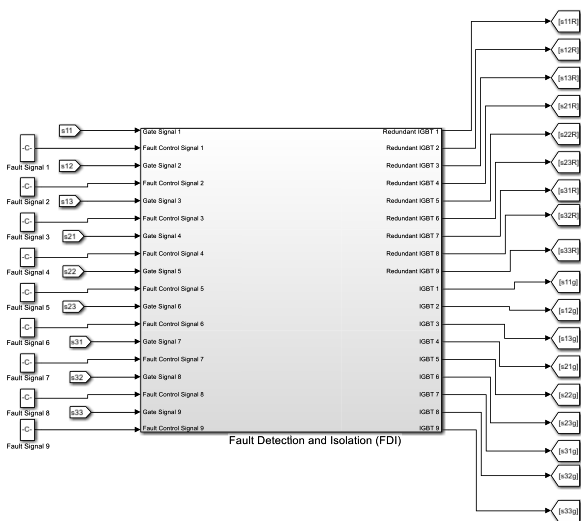 s11
Gate Signal 1
Redundant IGBT 1
[s11R]
-C-
Fault Signal 1
Fault Control Signal 1
Redundant IGBT 2
[s12R]
s12
Gate Signal 2
Redundant IGBT 3
[s13R]
-C-
Fault Signal 2
Fault Control Signal 2
Redundant IGBT 4
[s21R]
s13
Gate Signal 3
Redundant IGBT 5
[s22R]
-C-
Fault Signal 3
Fault Control Signal 3
Redundant IGBT 6
[s23R]
s21
Gate Signal 4
Redundant IGBT 7
[s31R]
-C-
Fault Signal 4
Fault Control Signal 4
Redundant IGBT 8
[s32R]
s22
Gate Signal 5
Redundant IGBT 9
[s33R]
-C-
Fault Signal 5
Fault Control Signal 5
IGBT 1
[s11g]
s23
Gate Signal 6
IGBT 2
[s12g]
-C-
Fault Signal 6
Fault Control Signal 6
IGBT 3
[s13g]
s31
Gate Signal 7
IGBT 4
[s21g]
-C-
Fault Signal 7
Fault Control Signal 7
IGBT 5
[s22g]
s32
Gate Signal 8
IGBT 6
[s23g]
-C-
Fault Signal 8
Fault Control Signal 8
IGBT 7
[s31g]
s33
Gate Signal 9
IGBT 8
[s32g]
-C-
Fault Signal 9
Fault Control Signal 9
IGBT 9
[s33g]
Fault Detection and Isolation (FDI)